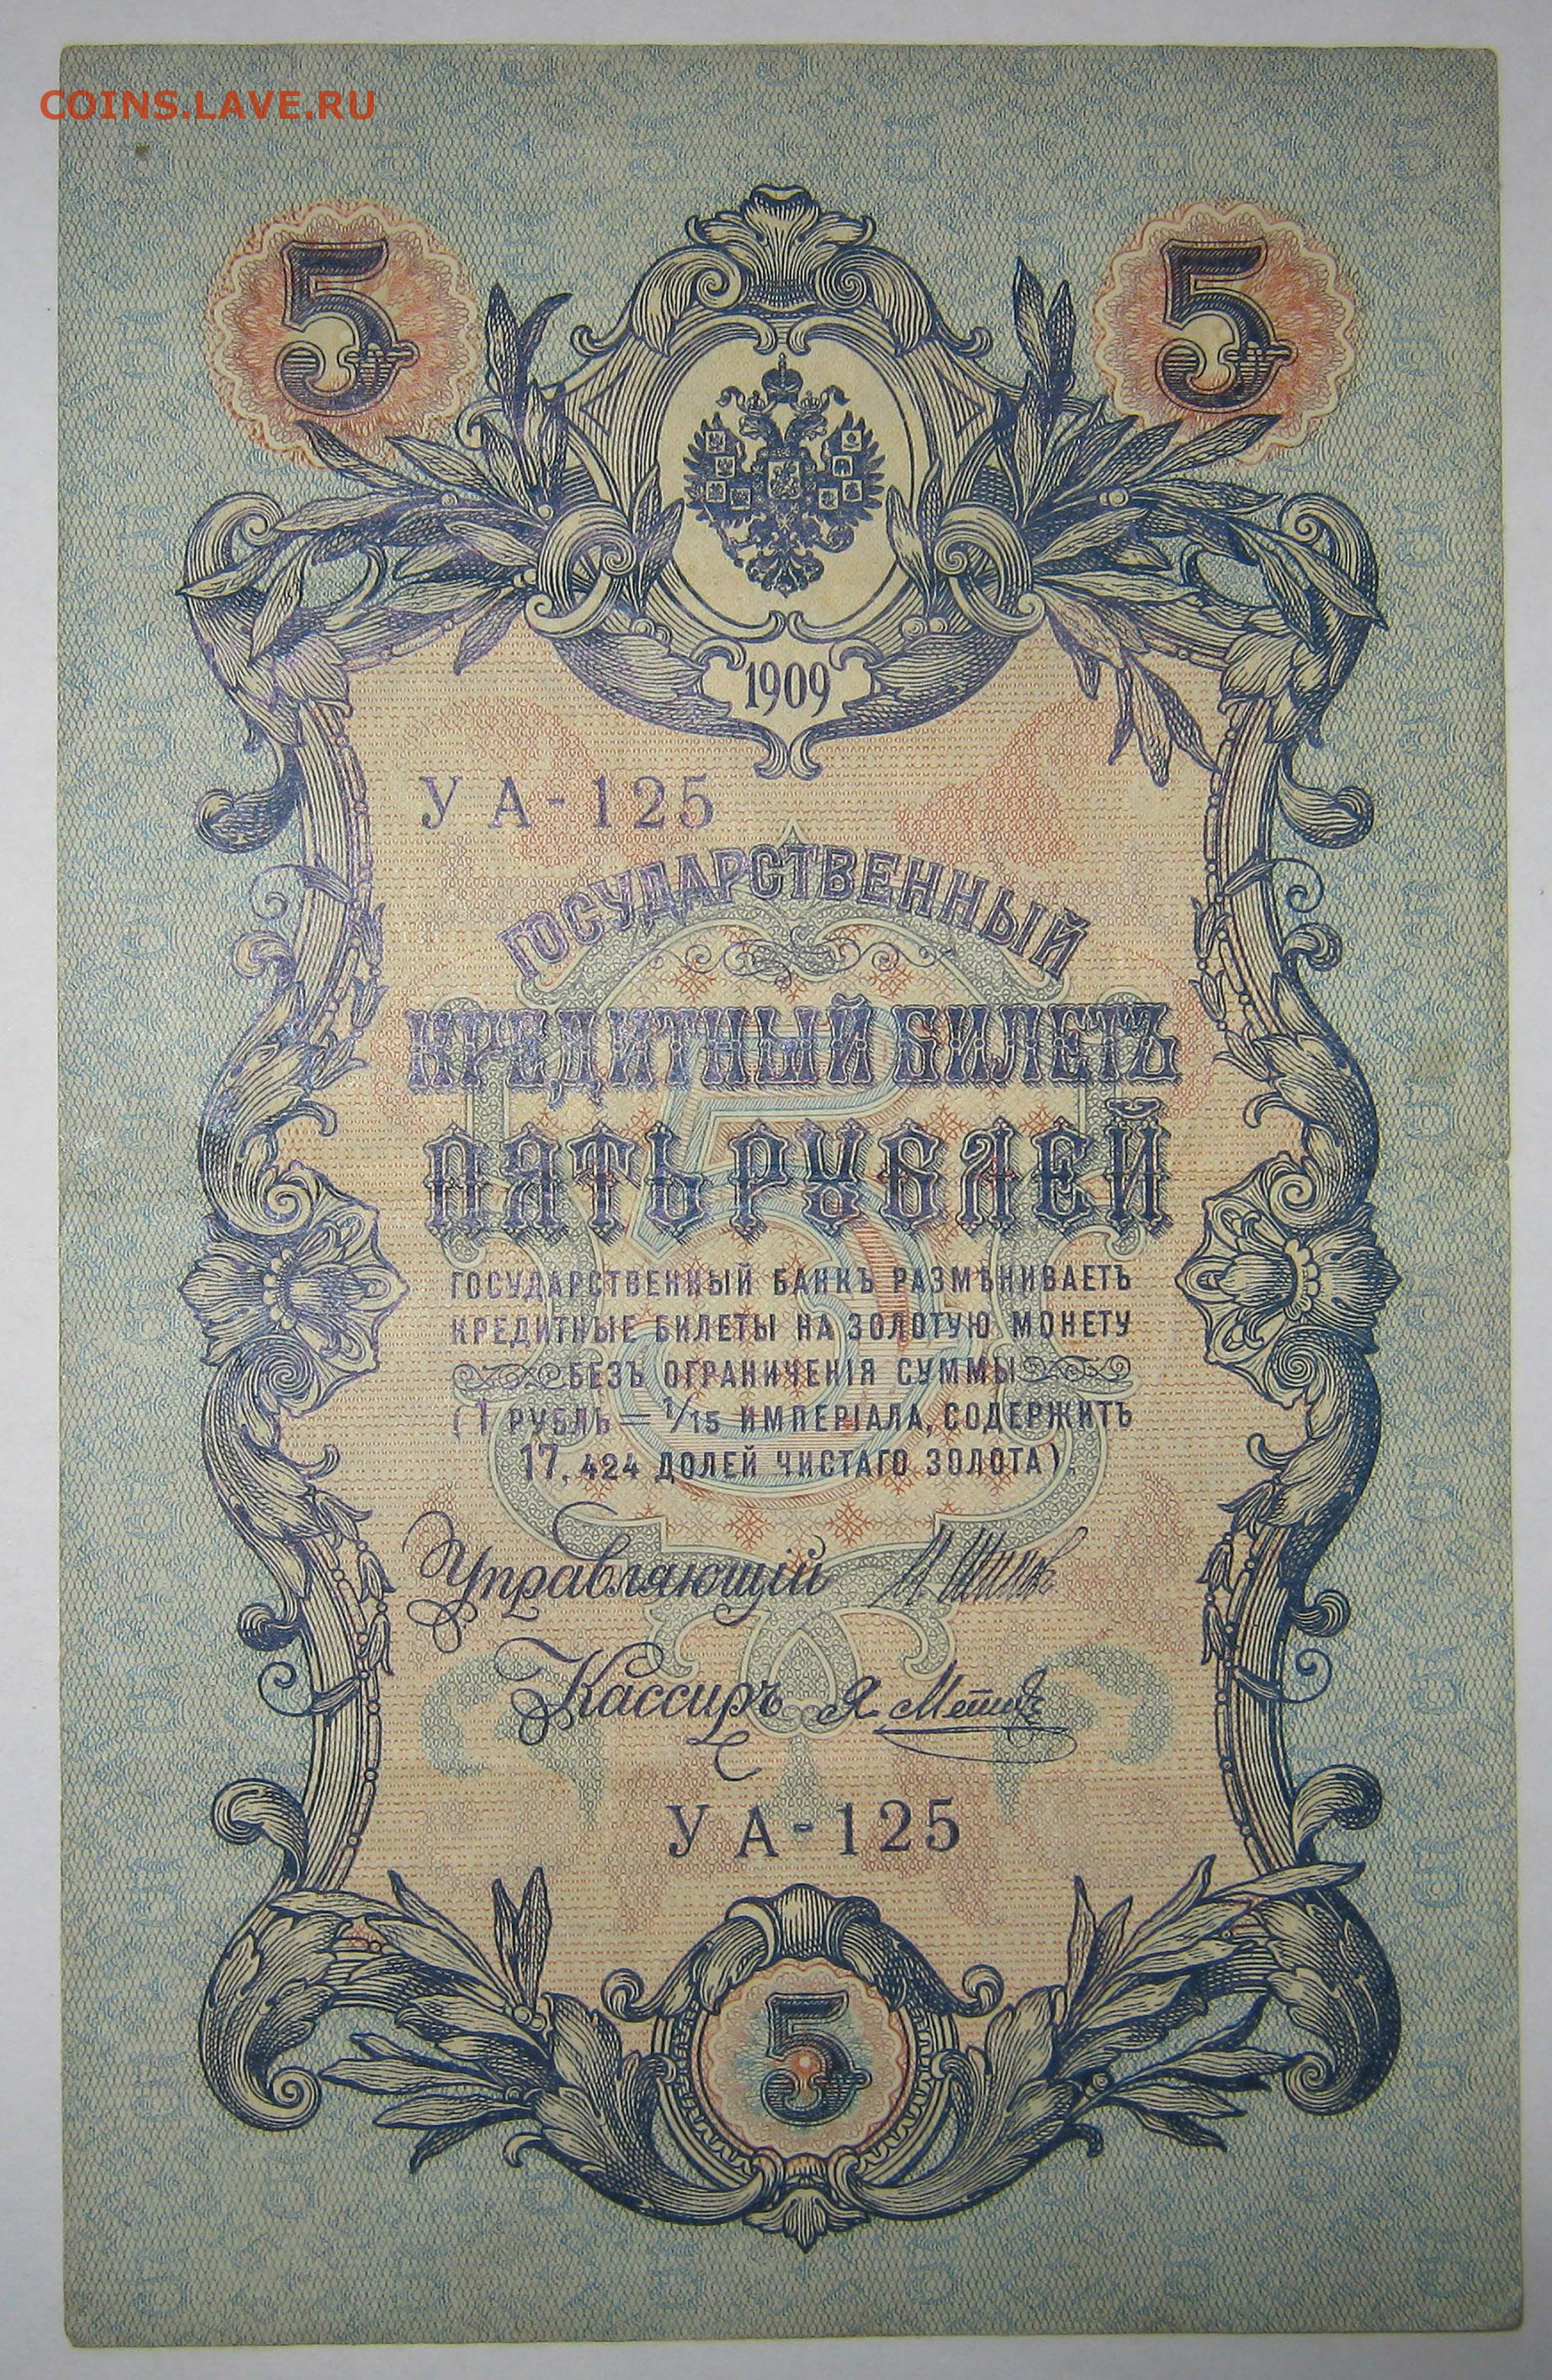 COINS.LAVE.RU
5 5
1909
УА-125
ГОСУДАРСТВЕННЫЙ
КРЕДИТНЫЙ БИЛЕТЪ
5
ПЯТЬ РУБЛЕЙ
ГОСУДАРСТВЕННЫЙ БАНКЪ РАЗМѢНИВАЕТЪ
КРЕДИТНЫЕ БИЛЕТЫ НА ЗОЛОТУЮ МОНЕТУ
БЕЗЪ ОГРАНИЧЕНІЯ СУММЫ
(1 РУБЛЬ = 1/15 ИМПЕРІАЛА, СОДЕРЖИТЪ
17,424 ДОЛЕЙ ЧИСТАГО ЗОЛОТА).
Управляющій
Кассиръ
УА-125
5